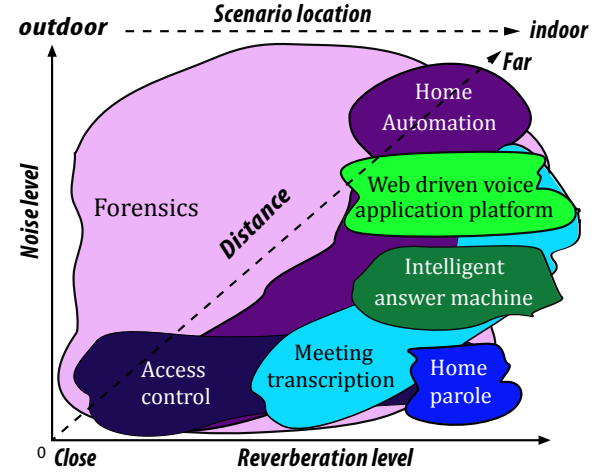 Scenario location
outdoor
indoor
Far
Home
Automation
Web driven voice
application platform
Forensics
Distance
Noise level
Intelligent
answer machine
Meeting
transcription
Access
control
Home
parole
0
Close
Reverberation level